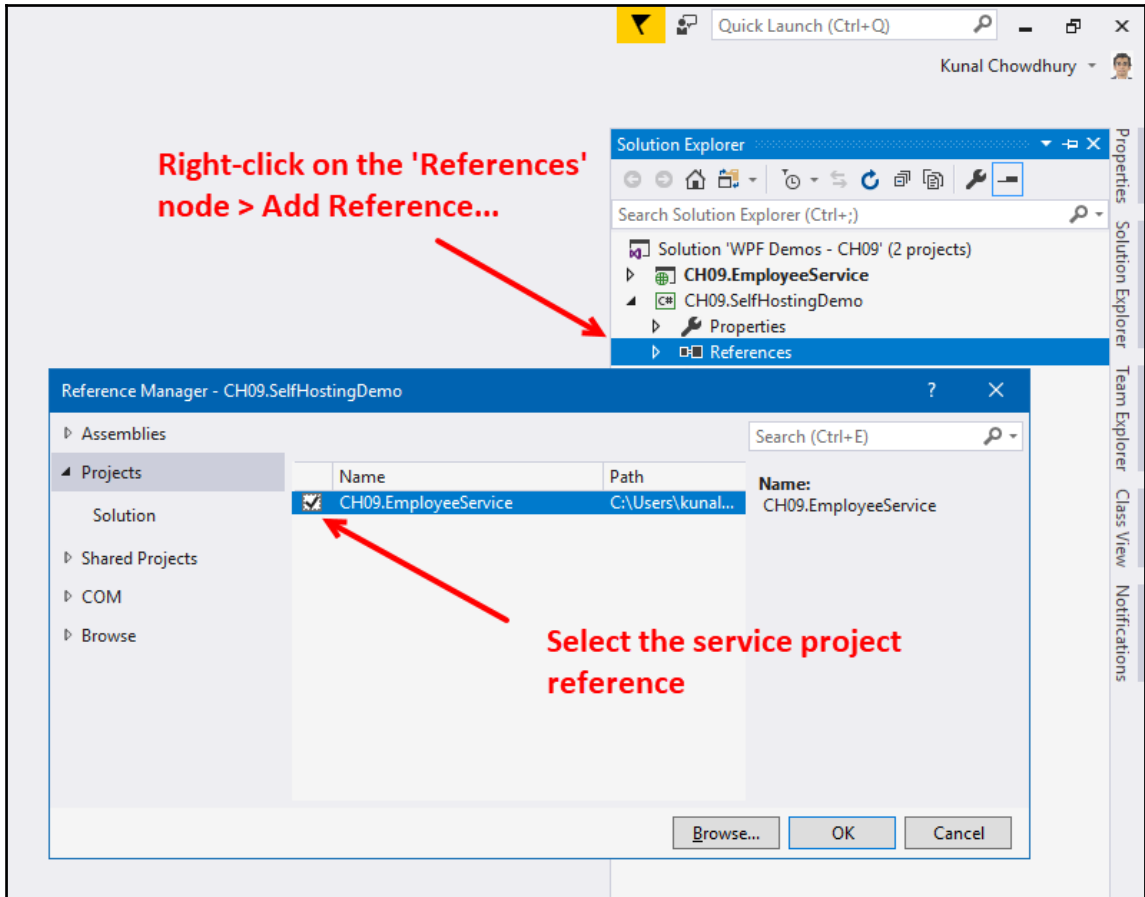 Quick Launch (Ctrl+Q)
Kunal Chowdhury
Right-click on the 'References'
node > Add Reference...
Solution Explorer
Search Solution Explorer (Ctrl+;)
Solution 'WPF Demos - CH09' (2 projects)
CH09.EmployeeService
C# CH09.SelfHostingDemo
Properties
References
Properties
Solution Explorer
Team Explorer
Class View
Notifications
Reference Manager - CH09.SelfHostingDemo
?
Assemblies
Projects
Solution
Shared Projects
COM
Browse
Search (Ctrl+E)
Name Path
CH09.EmployeeService C:\Users\kunal...
Name:
CH09.EmployeeService
Select the service project
reference
Browse... OK Cancel